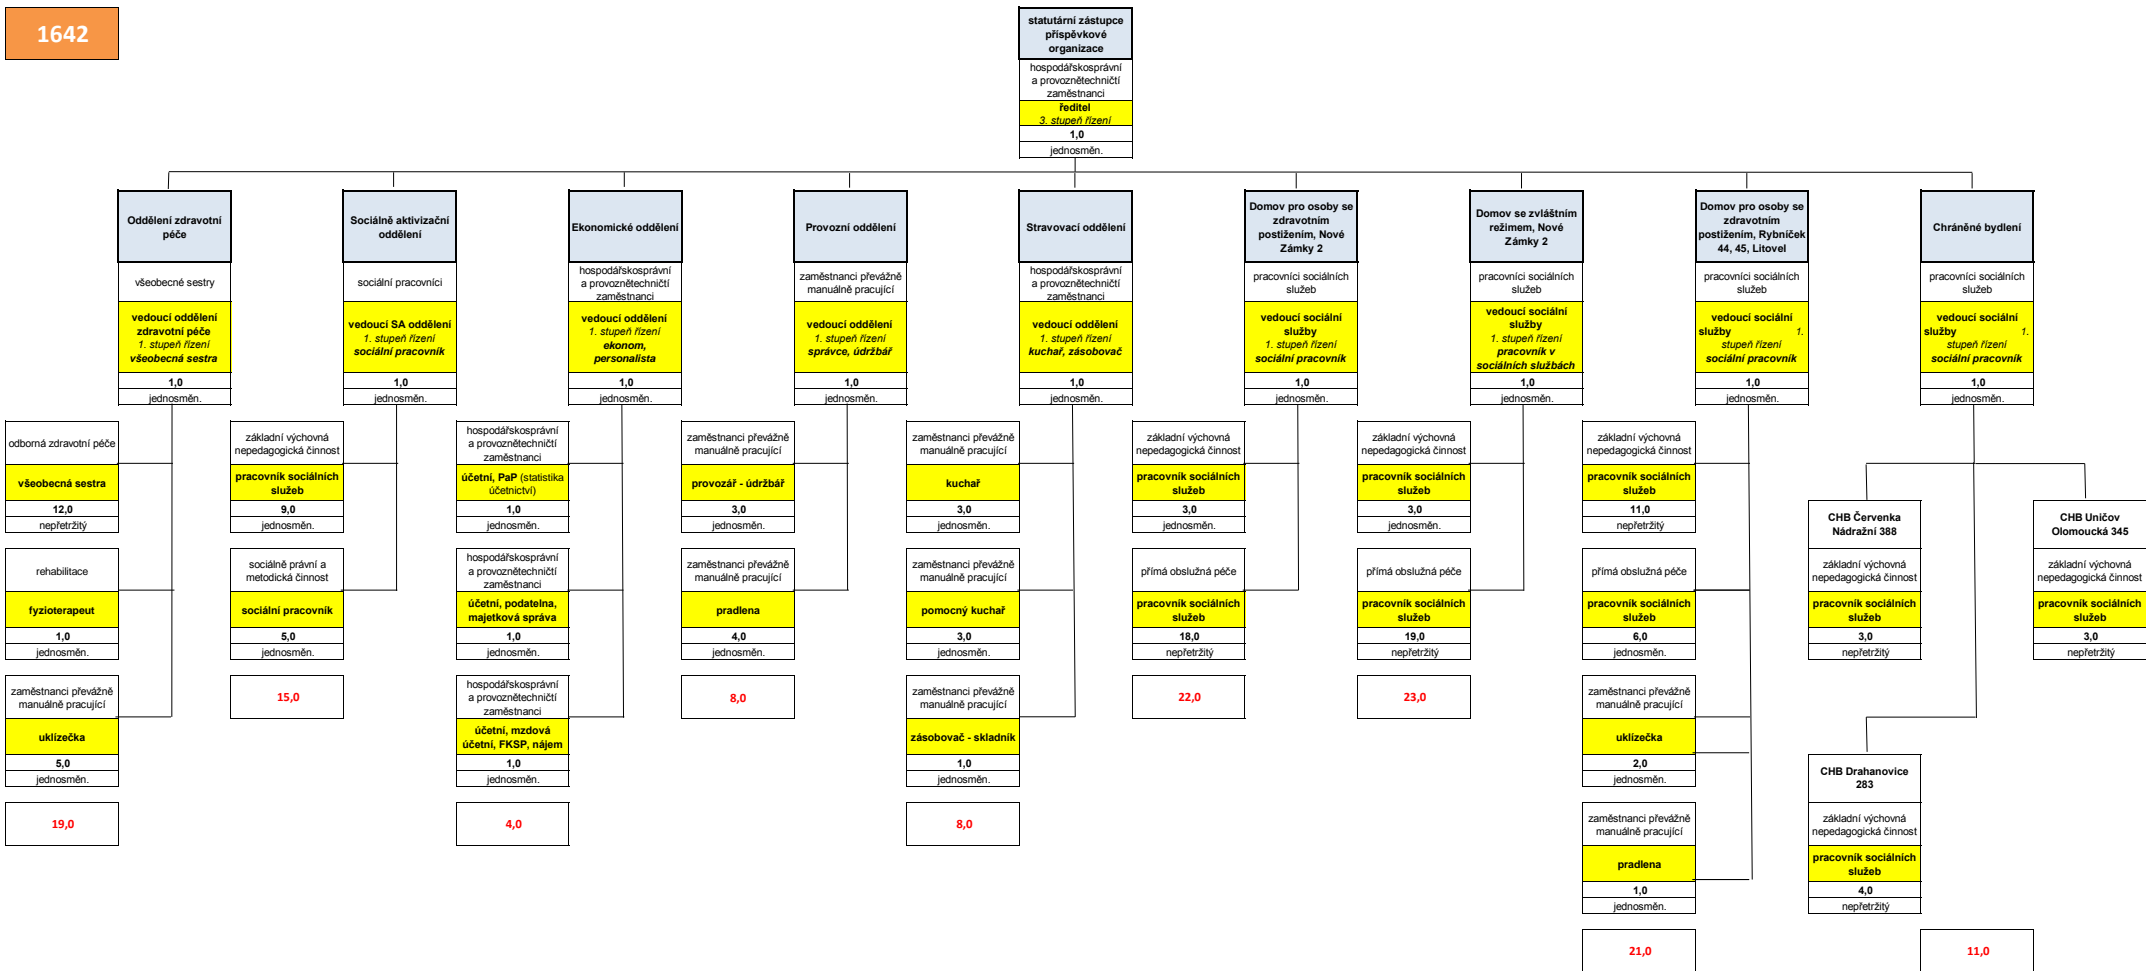 1642
statutární zástupce
příspěvkové
organizace
hospodářskosprávní
a provoznětechničtí
zaměstnanci
ředitel
3. stupeň řízení
1,0
jednosměn.
Oddělení zdravotní
péče
všeobecné sestry
vedoucí oddělení
zdravotní péče
1. stupeň řízení
všeobecná sestra
1,0
jednosměn.
Sociálně aktivizační
oddělení
sociální pracovníci
vedoucí SA oddělení
1. stupeň řízení
sociální pracovník
1,0
jednosměn.
Ekonomické oddělení
hospodářskosprávní
a provoznětechničtí
zaměstnanci
vedoucí oddělení
1. stupeň řízení
ekonom,
personalista
1,0
jednosměn.
Provozní oddělení
zaměstnanci převážně
manuálně pracující
vedoucí oddělení
1. stupeň řízení
správce, údržbář
1,0
jednosměn.
Stravovací oddělení
hospodářskosprávní
a provoznětechničtí
zaměstnanci
vedoucí oddělení
1. stupeň řízení
kuchař, zásobovač
1,0
jednosměn.
Domov pro osoby se
zdravotním
postižením, Nové
Zámky 2
pracovníci sociálních
služeb
vedoucí sociální
služby
1. stupeň řízení
sociální pracovník
1,0
jednosměn.
Domov se zvláštním
režimem, Nové
Zámky 2
pracovníci sociálních
služeb
vedoucí sociální
služby
1. stupeň řízení
pracovník v
sociálních službách
1,0
jednosměn.
Domov pro osoby se
zdravotním
postižením, Rybníček
44, 45, Litovel
pracovníci sociálních
služeb
vedoucí sociální
služby 1.
stupeň řízení
sociální pracovník
1,0
jednosměn.
Chráněné bydlení
pracovníci sociálních
služeb
vedoucí sociální
služby 1.
stupeň řízení
sociální pracovník
1,0
jednosměn.
odborná zdravotní péče
všeobecná sestra
12,0
nepřetržitý
rehabilitace
fyzioterapeut
1,0
jednosměn.
zaměstnanci převážně
manuálně pracující
uklízečka
5,0
jednosměn.
19,0
základní výchovná
nepedagogická činnost
pracovník sociálních
služeb
9,0
jednosměn.
sociálně právní a
metodická činnost
sociální pracovník
5,0
jednosměn.
15,0
hospodářskosprávní
a provoznětechničtí
zaměstnanci
účetní, PaP (statistika
účetnictví)
1,0
jednosměn.
hospodářskosprávní
a provoznětechničtí
zaměstnanci
účetní, podatelna,
majetková správa
1,0
jednosměn.
hospodářskosprávní
a provoznětechničtí
zaměstnanci
účetní, mzdová
účetní, FKSP, nájem
1,0
jednosměn.
4,0
zaměstnanci převážně
manuálně pracující
provozář - údržbář
3,0
jednosměn.
zaměstnanci převážně
manuálně pracující
pradlena
4,0
jednosměn.
8,0
zaměstnanci převážně
manuálně pracující
kuchař
3,0
jednosměn.
zaměstnanci převážně
manuálně pracující
pomocný kuchař
3,0
jednosměn.
zaměstnanci převážně
manuálně pracující
zásobovač - skladník
1,0
jednosměn.
8,0
základní výchovná
nepedagogická činnost
pracovník sociálních
služeb
3,0
jednosměn.
přímá obslužná péče
pracovník sociálních
služeb
18,0
nepřetržitý
22,0
základní výchovná
nepedagogická činnost
pracovník sociálních
služeb
3,0
jednosměn.
přímá obslužná péče
pracovník sociálních
služeb
19,0
nepřetržitý
23,0
základní výchovná
nepedagogická činnost
pracovník sociálních
služeb
11,0
nepřetržitý
přímá obslužná péče
pracovník sociálních
služeb
6,0
jednosměn.
zaměstnanci převážně
manuálně pracující
uklízečka
2,0
jednosměn.
zaměstnanci převážně
manuálně pracující
pradlena
1,0
jednosměn.
21,0
CHB Červenka
Nádražní 388
základní výchovná
nepedagogická činnost
pracovník sociálních
služeb
3,0
nepřetržitý
CHB Uničov
Olomoucká 345
základní výchovná
nepedagogická činnost
pracovník sociálních
služeb
3,0
nepřetržitý
CHB Drahanovice
283
základní výchovná
nepedagogická činnost
pracovník sociálních
služeb
4,0
nepřetržitý
11,0